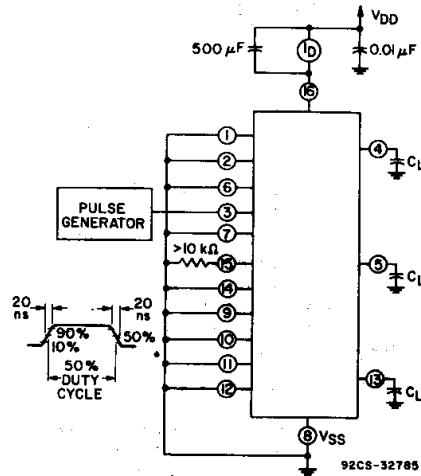 V_DD
500 µF
I_D
0.01 µF
16
1
2
6
3
7
>10 kΩ
15
14
9
10
11
12
4
C_L
5
C_L
13
C_L
PULSE
GENERATOR
20
ns
20
ns
90%
10%
50%
50%
DUTY
CYCLE
8
V_SS
92CS-32785